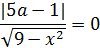 |5a − 1| / √(9 − x²) = 0